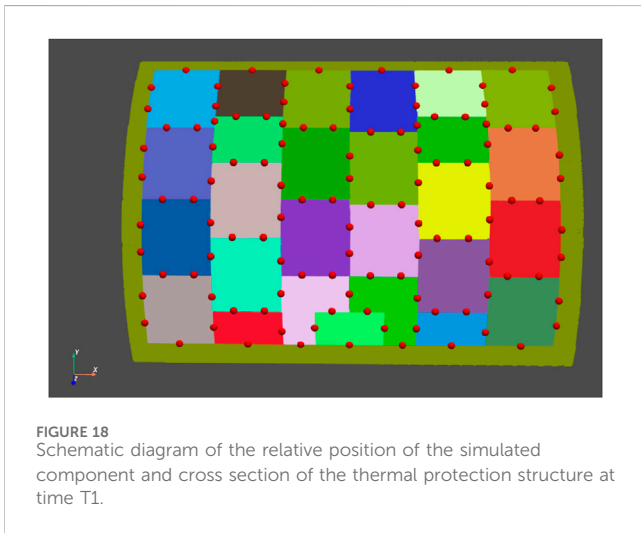 Y
X
Z
FIGURE 18
Schematic diagram of the relative position of the simulated
component and cross section of the thermal protection structure at
time T1.